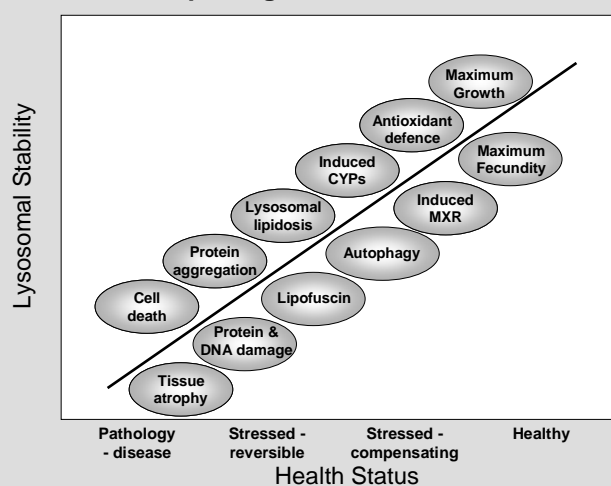 Maximum
Growth
Antioxidant
defence
Maximum
Fecundity
Induced
CYPs
Induced
MXR
Lysosomal
lipidosis
Autophagy
Protein
aggregation
Lipofuscin
Cell
death
Protein &
DNA damage
Tissue
atrophy
Lysosomal Stability
Pathology
- disease
Stressed -
reversible
Stressed -
compensating
Healthy
Health Status